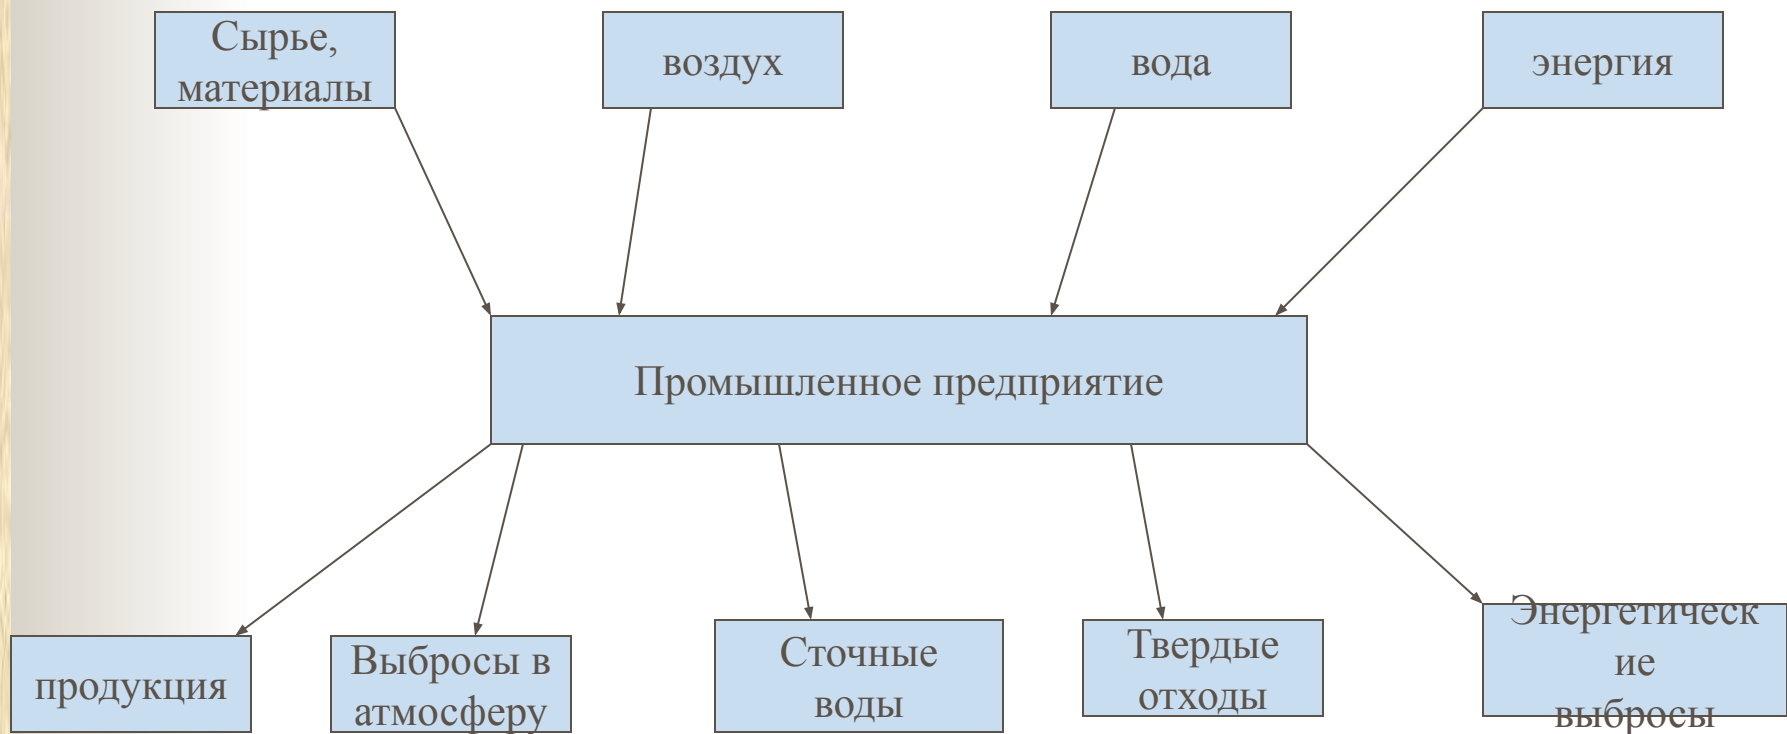 Сырье,
материалы
воздух
вода
энергия
Промышленное предприятие
продукция
Выбросы в
атмосферу
Сточные
воды
Твердые
отходы
Энергетическ
ие
выбросы